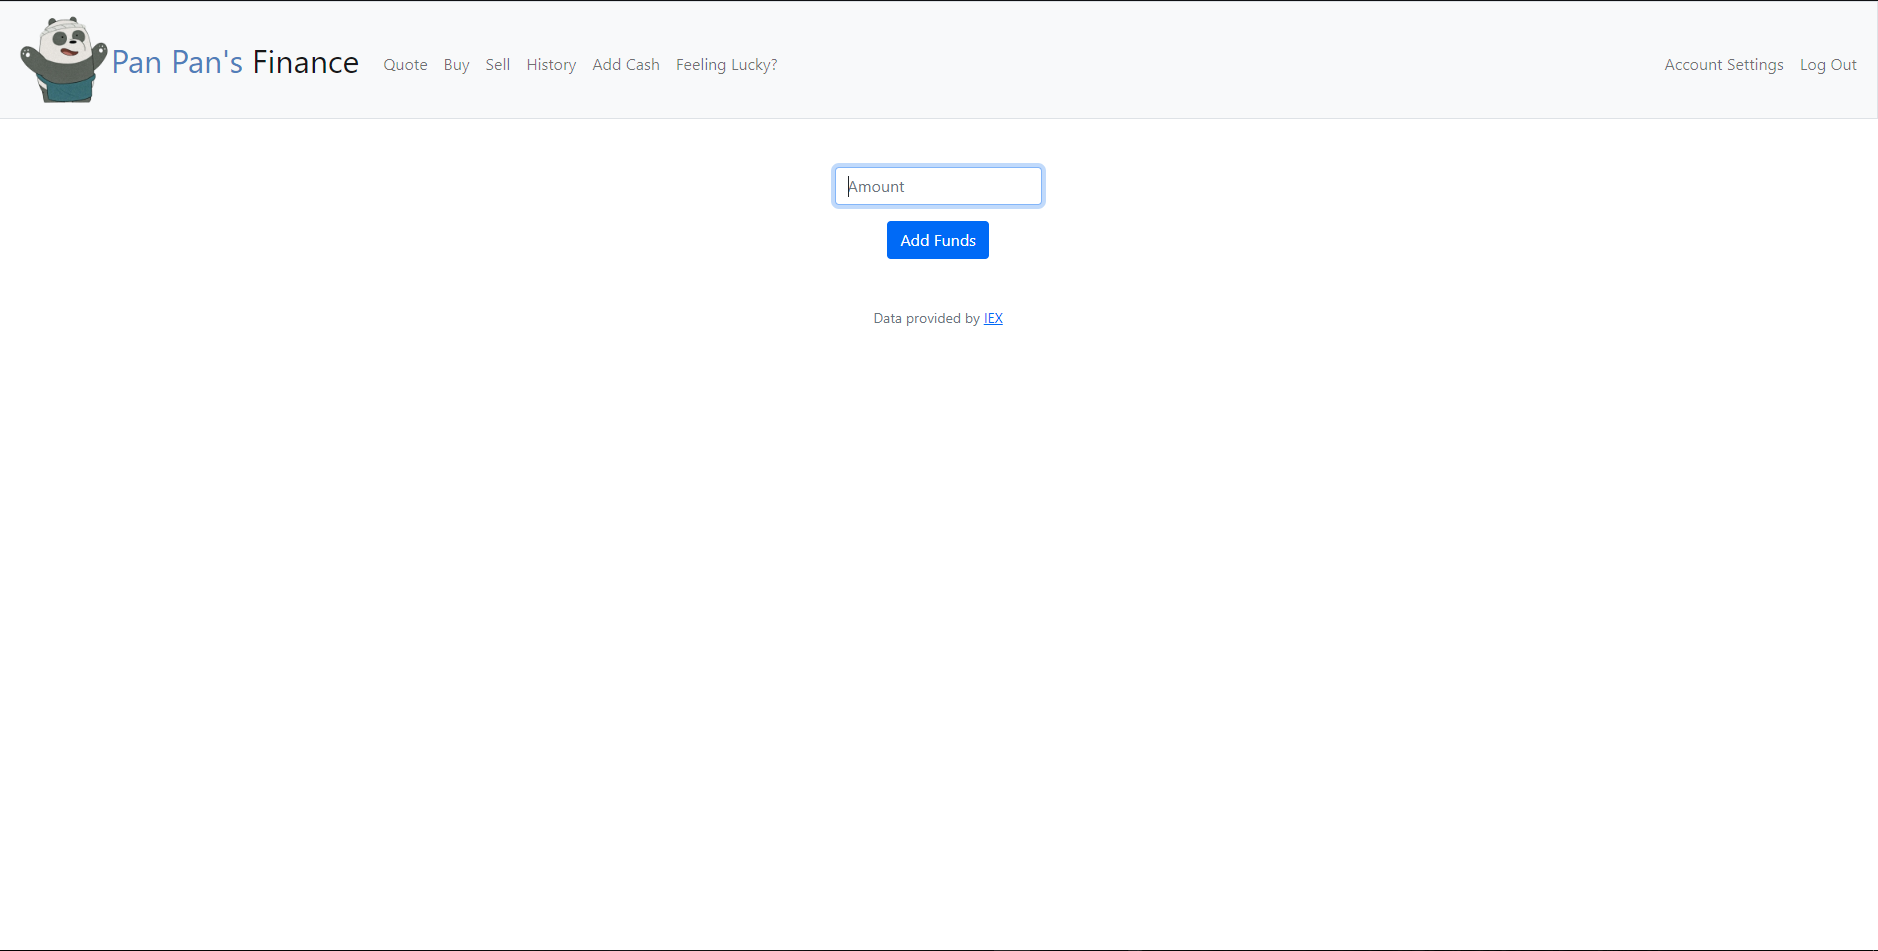 Pan Pan's Finance Quote Buy Sell History Add Cash Feeling Lucky? Account Settings Log Out
Amount
Add Funds
Data provided by IEX